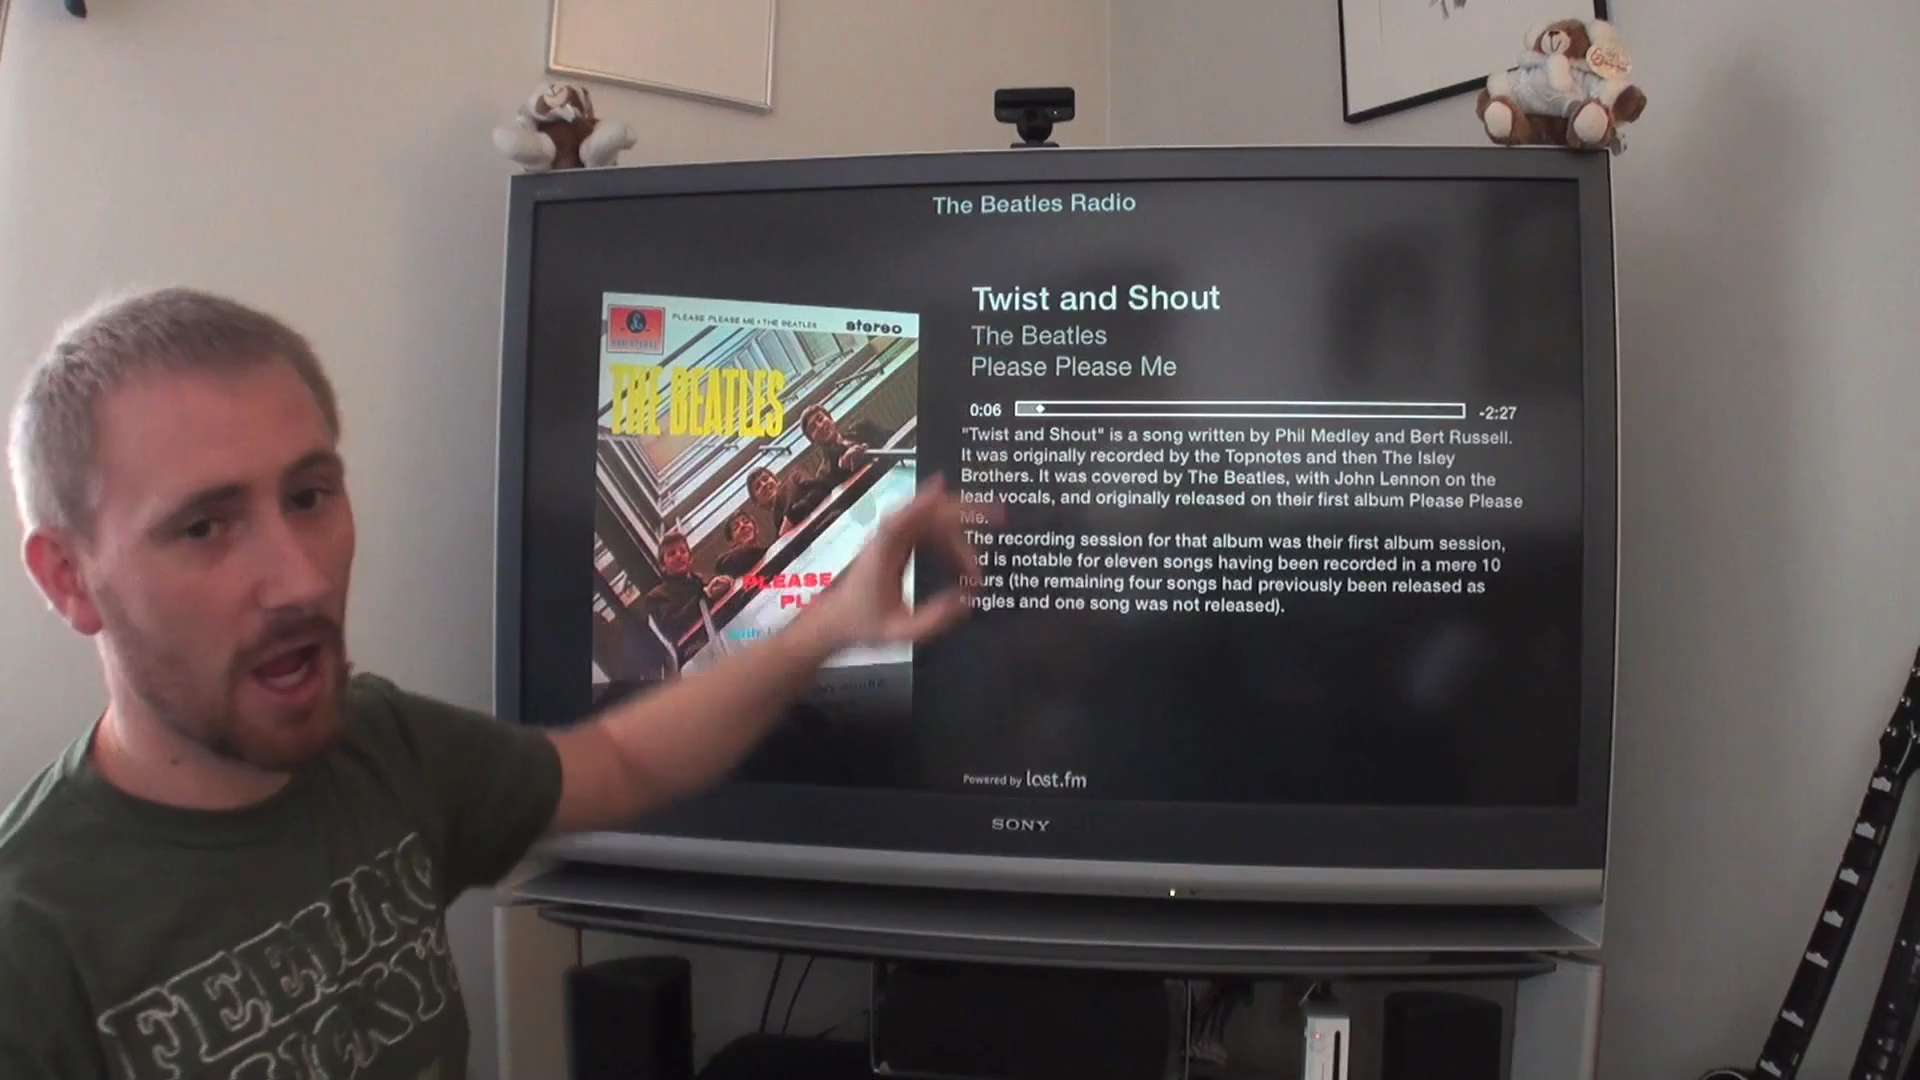 The Beatles Radio
Twist and Shout
The Beatles
Please Please Me
0:06
-2:27
"Twist and Shout" is a song written by Phil Medley and Bert Russell.
It was originally recorded by the Topnotes and then The Isley
Brothers. It was covered by The Beatles, with John Lennon on the
lead vocals, and originally released on their first album Please Please
Me.
The recording session for that album was their first album session,
and is notable for eleven songs having been recorded in a mere 10
hours (the remaining four songs had previously been released as
singles and one song was not released).
Powered by last.fm
PLEASE PLEASE ME • THE BEATLES
stereo
THE BEATLES
PLEASE
SONY
FEELING
LUCKY?